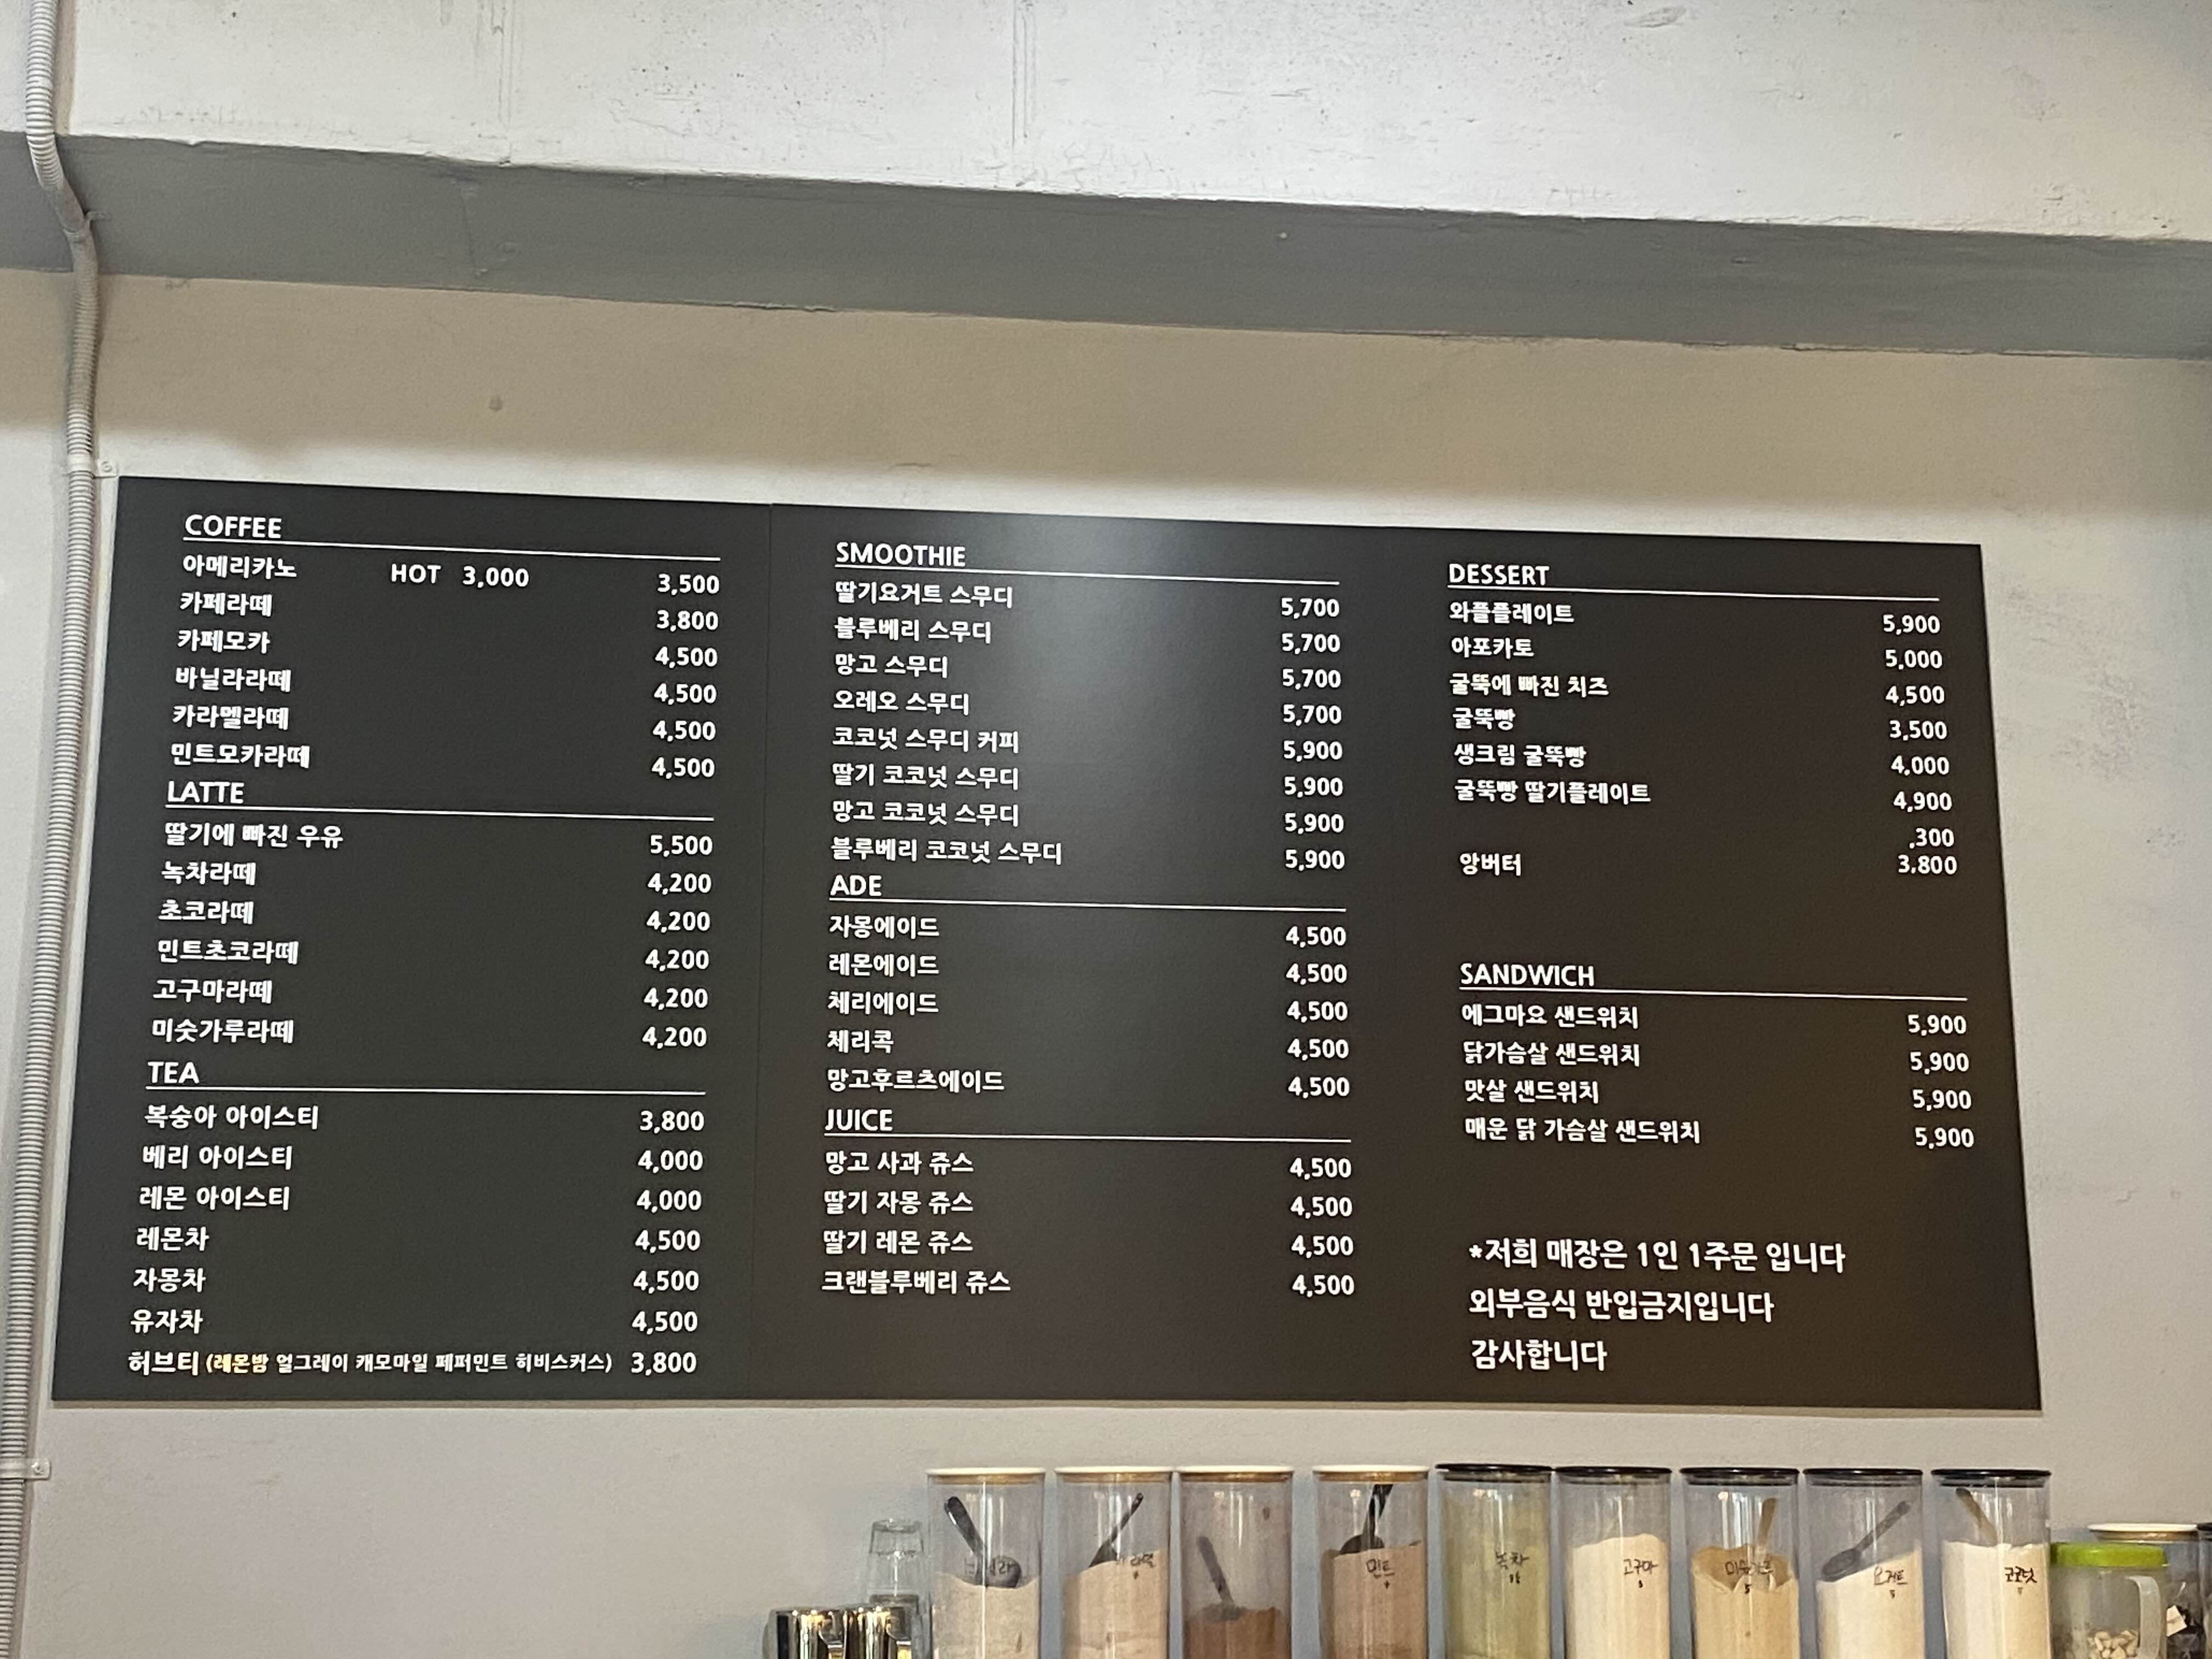 COFFEE
아메리카노 HOT 3,000 3,500
카페라떼 3,800
카페모카 4,500
바닐라라떼 4,500
카라멜라떼 4,500
민트모카라떼 4,500
LATTE
딸기에 빠진 우유 5,500
녹차라떼 4,200
초코라떼 4,200
민트초코라떼 4,200
고구마라떼 4,200
미숫가루라떼 4,200
TEA
복숭아 아이스티 3,800
베리 아이스티 4,000
레몬 아이스티 4,000
레몬차 4,500
자몽차 4,500
유자차 4,500
허브티 (레몬밤 얼그레이 캐모마일 페퍼민트 히비스커스) 3,800
SMOOTHIE
딸기요거트 스무디 5,700
블루베리 스무디 5,700
망고 스무디 5,700
오레오 스무디 5,700
코코넛 스무디 커피 5,900
딸기 코코넛 스무디 5,900
망고 코코넛 스무디 5,900
블루베리 코코넛 스무디 5,900
ADE
자몽에이드 4,500
레몬에이드 4,500
체리에이드 4,500
체리콕 4,500
망고후르츠에이드 4,500
JUICE
망고 사과 쥬스 4,500
딸기 자몽 쥬스 4,500
딸기 레몬 쥬스 4,500
크랜블루베리 쥬스 4,500
DESSERT
와플플레이트 5,900
아포카토 5,000
굴뚝에 빠진 치즈 4,500
굴뚝빵 3,500
생크림 굴뚝빵 4,000
굴뚝빵 딸기플레이트 4,900
,300
앙버터 3,800
SANDWICH
에그마요 샌드위치 5,900
닭가슴살 샌드위치 5,900
맛살 샌드위치 5,900
매운 닭 가슴살 샌드위치 5,900
*저희 매장은 1인 1주문 입니다
외부음식 반입금지입니다
감사합니다
민트
녹차
고구마
요거트
코코넛